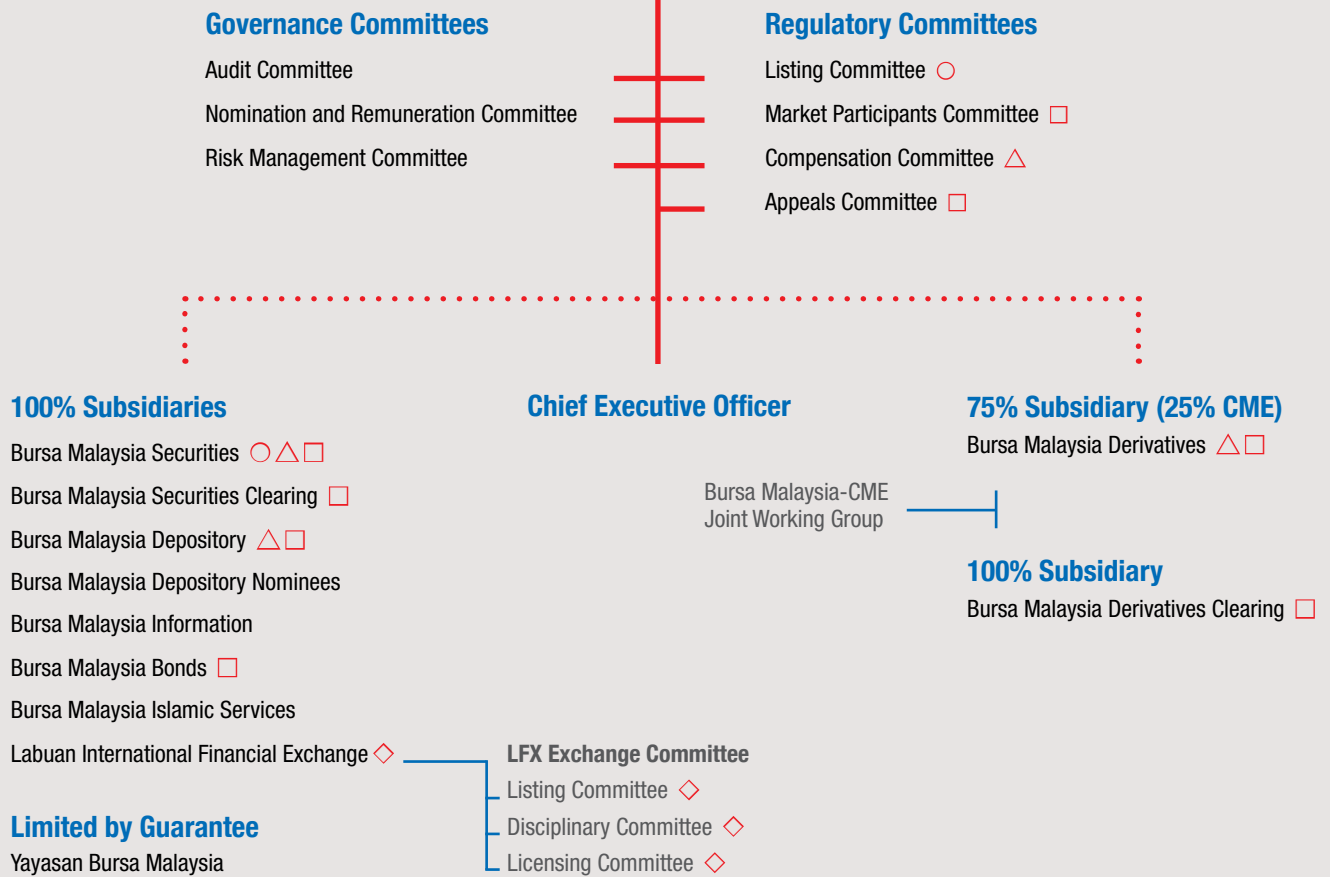 Governance Committees
Audit Committee
Nomination and Remuneration Committee
Risk Management Committee
Regulatory Committees
Listing Committee ○
Market Participants Committee □
Compensation Committee △
Appeals Committee □
100% Subsidiaries
Bursa Malaysia Securities ○ △ □
Bursa Malaysia Securities Clearing □
Bursa Malaysia Depository △ □
Bursa Malaysia Depository Nominees
Bursa Malaysia Information
Bursa Malaysia Bonds □
Bursa Malaysia Islamic Services
Labuan International Financial Exchange ◇
LFX Exchange Committee
Listing Committee ◇
Disciplinary Committee ◇
Licensing Committee ◇
Limited by Guarantee
Yayasan Bursa Malaysia
Chief Executive Officer
Bursa Malaysia-CME
Joint Working Group
75% Subsidiary (25% CME)
Bursa Malaysia Derivatives △ □
100% Subsidiary
Bursa Malaysia Derivatives Clearing □